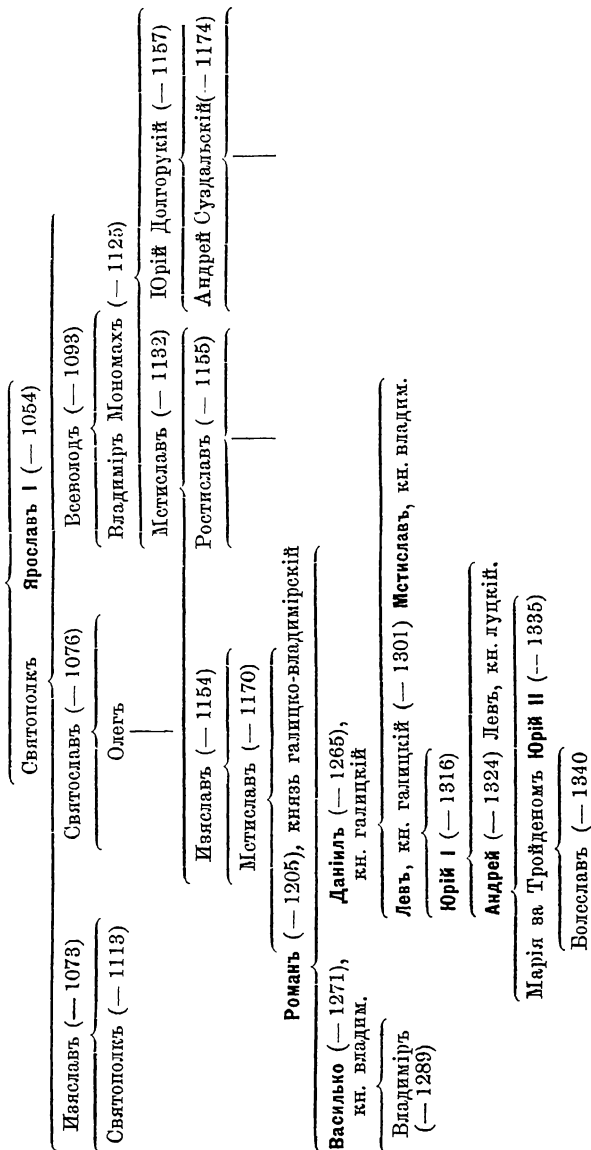 Святополкъ Ярославъ I (— 1054)
Изяславъ (— 1073) Святославъ (— 1076) Всеволодъ (— 1093)
Святополкъ (— 1113) Олегъ Владиміръ Мономахъ (— 1125)
Мстиславъ (— 1132) Юрій Долгорукій (— 1157)
Изяславъ (— 1154) Ростиславъ (— 1155) Андрей Суздальскій (— 1174)
Мстиславъ (— 1170)
Романъ (— 1205), князь галицко-владимірскій
Василько (— 1271), Даніилъ (— 1265),
кн. владим. кн. галицкій
Владиміръ Левъ, кн. галицкій (— 1301) Мстиславъ, кн. владим.
(— 1289)
Юрій I (— 1316)
Андрей (— 1324) Левъ, кн. луцкій.
Марія за Тройденомъ Юрій II (— 1335)
Болеславъ (— 1340